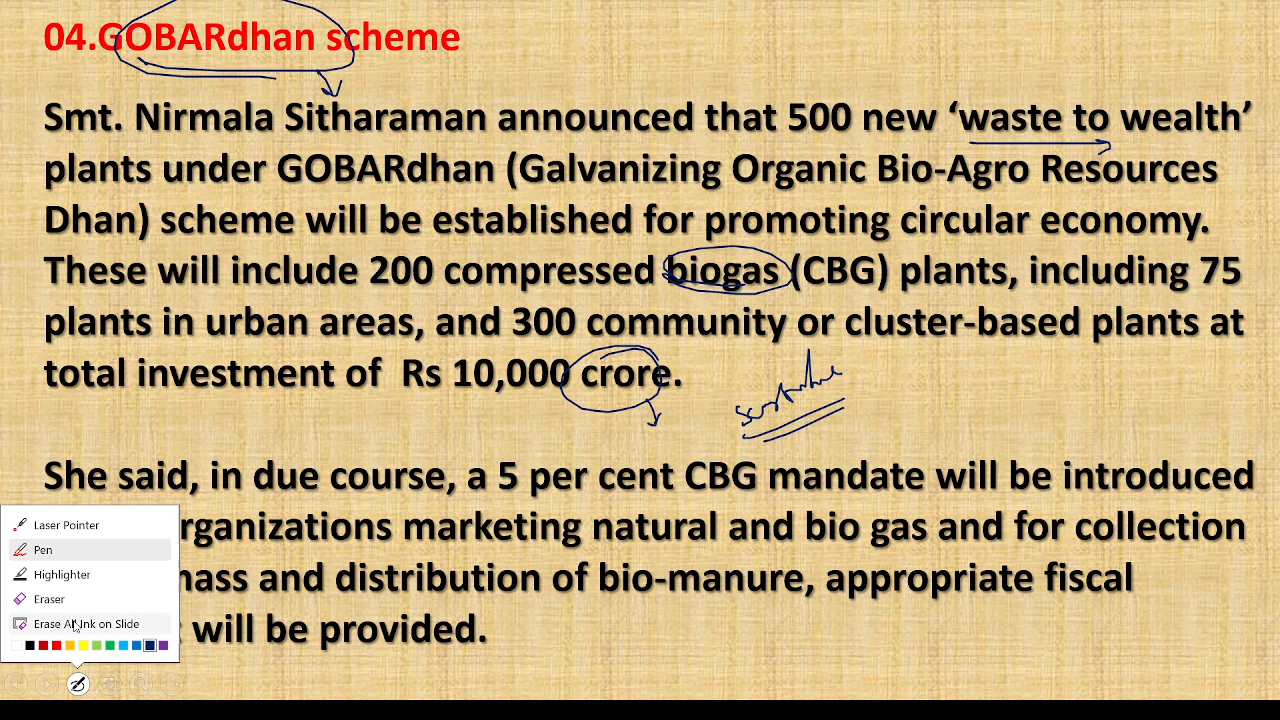 04.GOBARdhan scheme
Smt. Nirmala Sitharaman announced that 500 new ‘waste to wealth’
plants under GOBARdhan (Galvanizing Organic Bio-Agro Resources
Dhan) scheme will be established for promoting circular economy.
These will include 200 compressed biogas (CBG) plants, including 75
plants in urban areas, and 300 community or cluster-based plants at
total investment of Rs 10,000 crore.
She said, in due course, a 5 per cent CBG mandate will be introduced
rganizations marketing natural and bio gas and for collection
mass and distribution of bio-manure, appropriate fiscal
will be provided.
Laser Pointer
Pen
Highlighter
Eraser
Erase All Ink on Slide